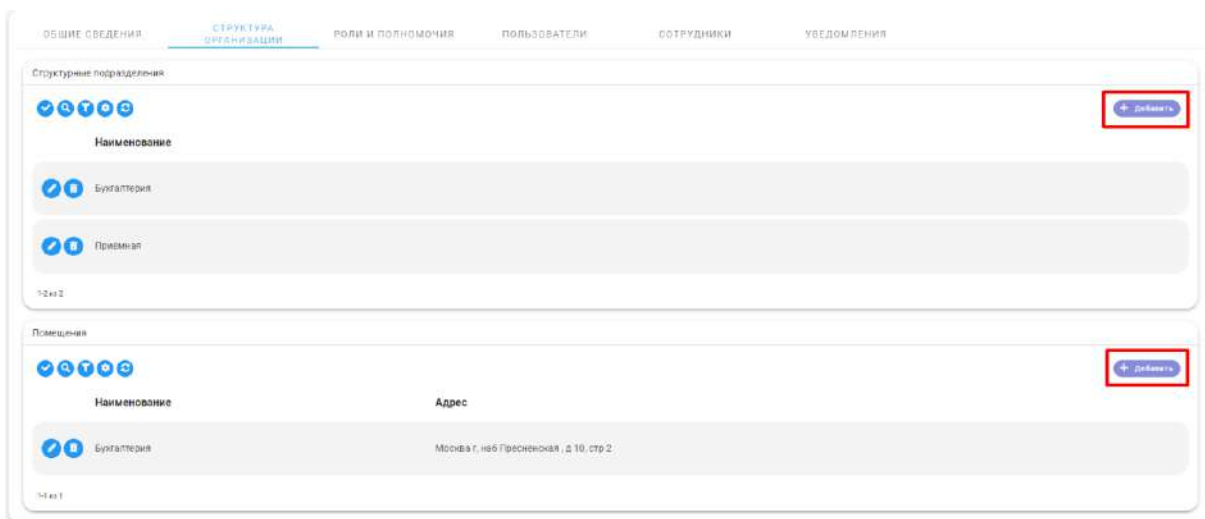 ОБЩИЕ СВЕДЕНИЯ
СТРУКТУРА
ОРГАНИЗАЦИИ
РОЛИ И ПОЛНОМОЧИЯ
ПОЛЬЗОВАТЕЛИ
СОТРУДНИКИ
УВЕДОМЛЕНИЯ
Структурные подразделения
+ Добавить
Наименование
Бухгалтерия
Приемная
1-2 из 2
Помещения
+ Добавить
Наименование Адрес
Бухгалтерия Москва г, наб Пресненская , д 10, стр 2
1-1 из 1